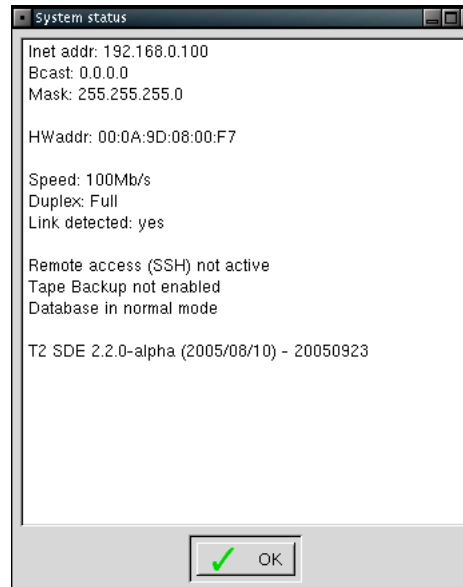 System status
Inet addr: 192.168.0.100
Bcast: 0.0.0.0
Mask: 255.255.255.0
HWaddr: 00:0A:9D:08:00:F7
Speed: 100Mb/s
Duplex: Full
Link detected: yes
Remote access (SSH) not active
Tape Backup not enabled
Database in normal mode
T2 SDE 2.2.0-alpha (2005/08/10) - 20050923
OK